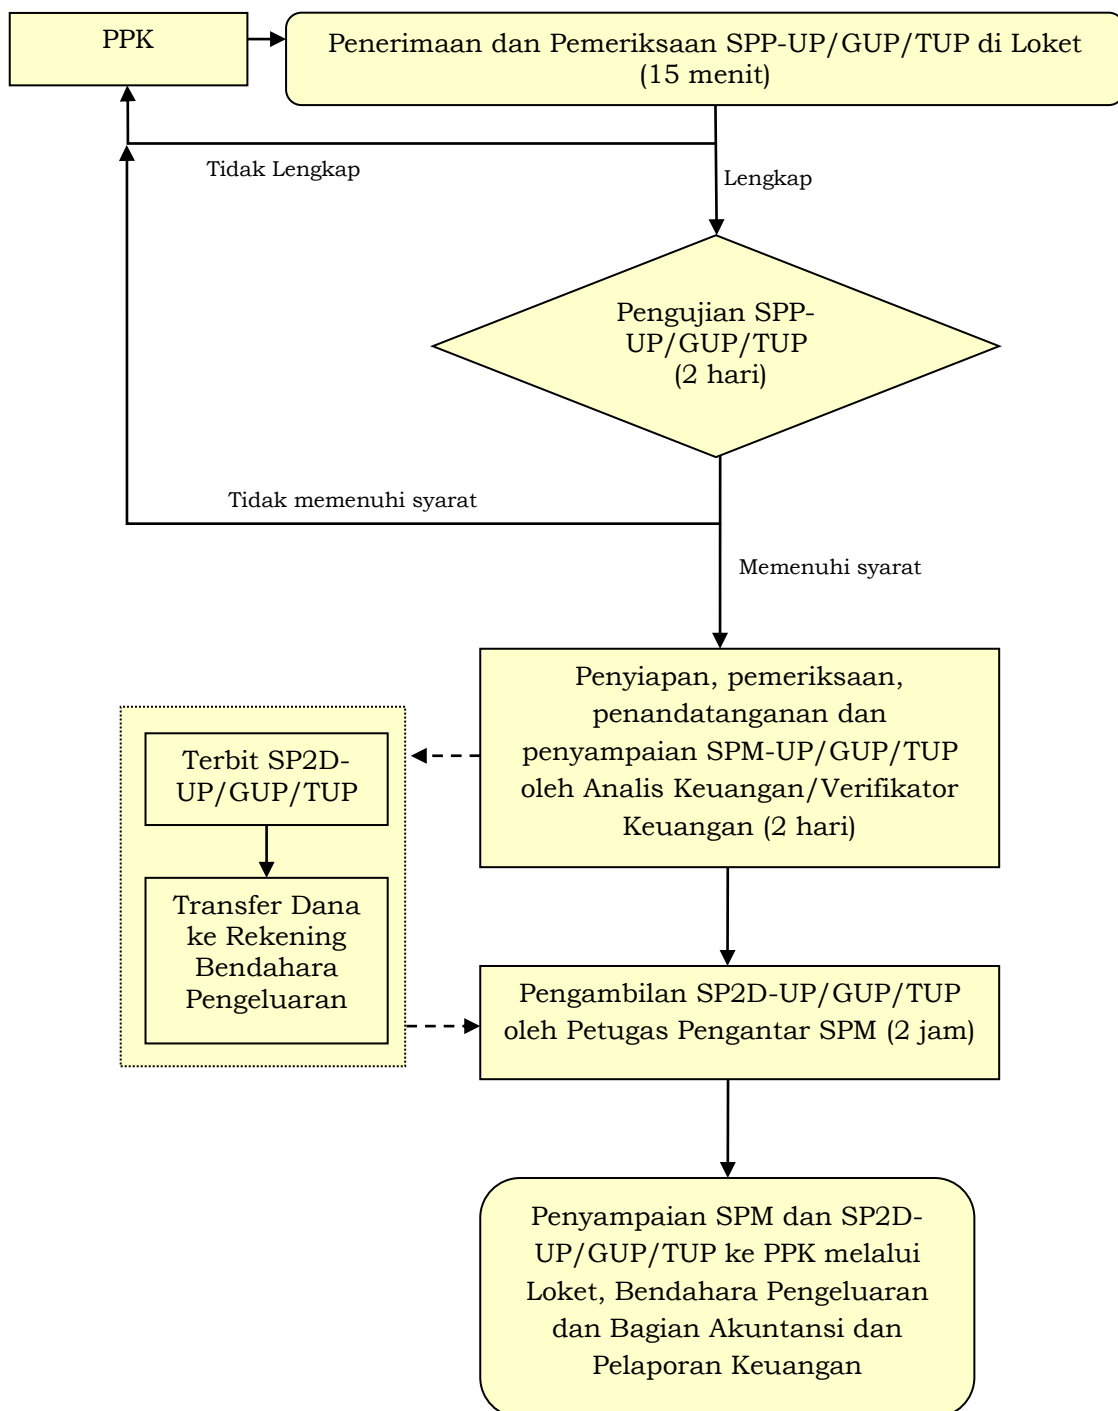 PPK
Penerimaan dan Pemeriksaan SPP-UP/GUP/TUP di Loket
(15 menit)
Tidak Lengkap
Lengkap
Pengujian SPP-
UP/GUP/TUP
(2 hari)
Tidak memenuhi syarat
Memenuhi syarat
Penyiapan, pemeriksaan,
penandatanganan dan
penyampaian SPM-UP/GUP/TUP
oleh Analis Keuangan/Verifikator
Keuangan (2 hari)
Terbit SP2D-
UP/GUP/TUP
Transfer Dana
ke Rekening
Bendahara
Pengeluaran
Pengambilan SP2D-UP/GUP/TUP
oleh Petugas Pengantar SPM (2 jam)
Penyampaian SPM dan SP2D-
UP/GUP/TUP ke PPK melalui
Loket, Bendahara Pengeluaran
dan Bagian Akuntansi dan
Pelaporan Keuangan